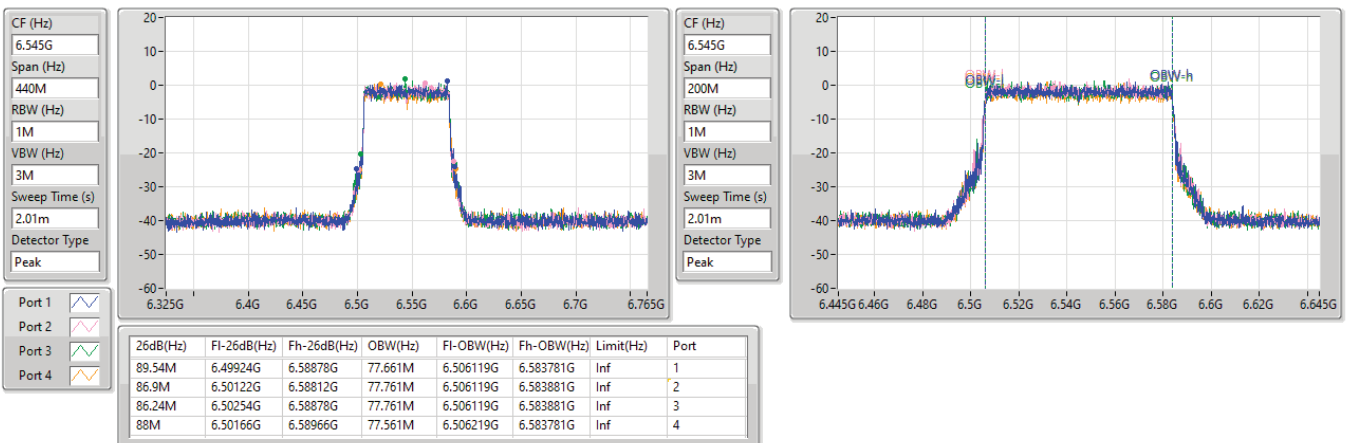 CF (Hz)
6.545G
Span (Hz)
440M
RBW (Hz)
1M
VBW (Hz)
3M
Sweep Time (s)
2.01m
Detector Type
Peak
Port 1
Port 2
Port 3
Port 4
20
10
0
-10
-20
-30
-40
-50
-60
6.325G 6.4G 6.45G 6.5G 6.55G 6.6G 6.65G 6.7G 6.765G
CF (Hz)
6.545G
Span (Hz)
200M
RBW (Hz)
1M
VBW (Hz)
3M
Sweep Time (s)
2.01m
Detector Type
Peak
20
10
0
-10
-20
-30
-40
-50
-60
OBW-l
OBW-h
6.445G 6.46G 6.48G 6.5G 6.52G 6.54G 6.56G 6.58G 6.6G 6.62G 6.645G
26dB(Hz) Fl-26dB(Hz) Fh-26dB(Hz) OBW(Hz) Fl-OBW(Hz) Fh-OBW(Hz) Limit(Hz) Port
89.54M 6.49924G 6.58878G 77.661M 6.506119G 6.583781G Inf 1
86.9M 6.50122G 6.58812G 77.761M 6.506119G 6.583881G Inf 2
86.24M 6.50254G 6.58878G 77.761M 6.506119G 6.583881G Inf 3
88M 6.50166G 6.58966G 77.561M 6.506219G 6.583781G Inf 4